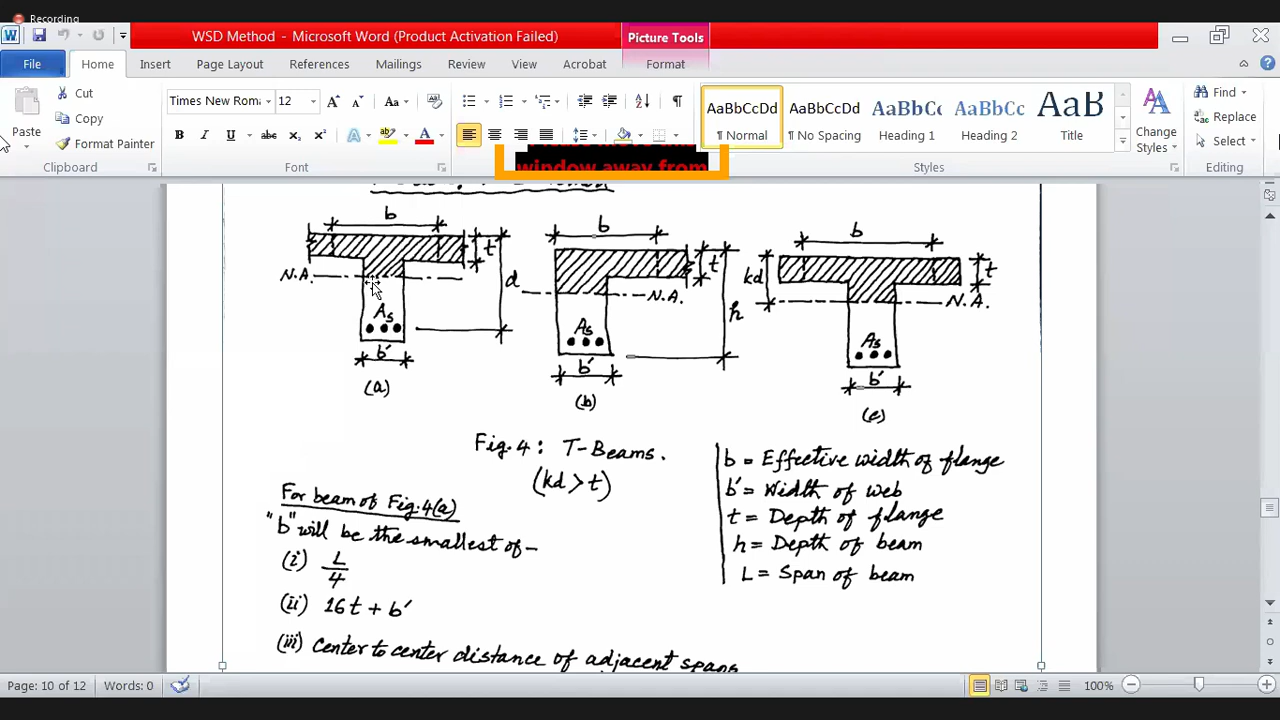 Recording
WSD Method - Microsoft Word (Product Activation Failed)
Picture Tools
File
Home
Insert
Page Layout
References
Mailings
Review
View
Acrobat
Format
Paste
Cut
Copy
Format Painter
Clipboard
Times New Rom
12
Font
Paragraph
window away from
AaBbCcDd
¶ Normal
AaBbCcDd
¶ No Spacing
AaBbCc
Heading 1
AaBbCc
Heading 2
AaB
Title
Change
Styles
Styles
Find
Replace
Select
Editing
b
t
N.A.
d
As
b'
(a)
b
t
N.A.
h
As
b'
(b)
b
kd
t
N.A.
As
b'
(c)
Fig. 4 : T-Beams.
(kd > t)
b = Effective width of flange
b' = Width of web
t = Depth of flange
h = Depth of beam
L = Span of beam
For beam of Fig. 4(a)
"b" will be the smallest of –
(i) L/4
(ii) 16t + b'
(iii) Center to center distance of adjacent spans
Page: 10 of 12
Words: 0
100%